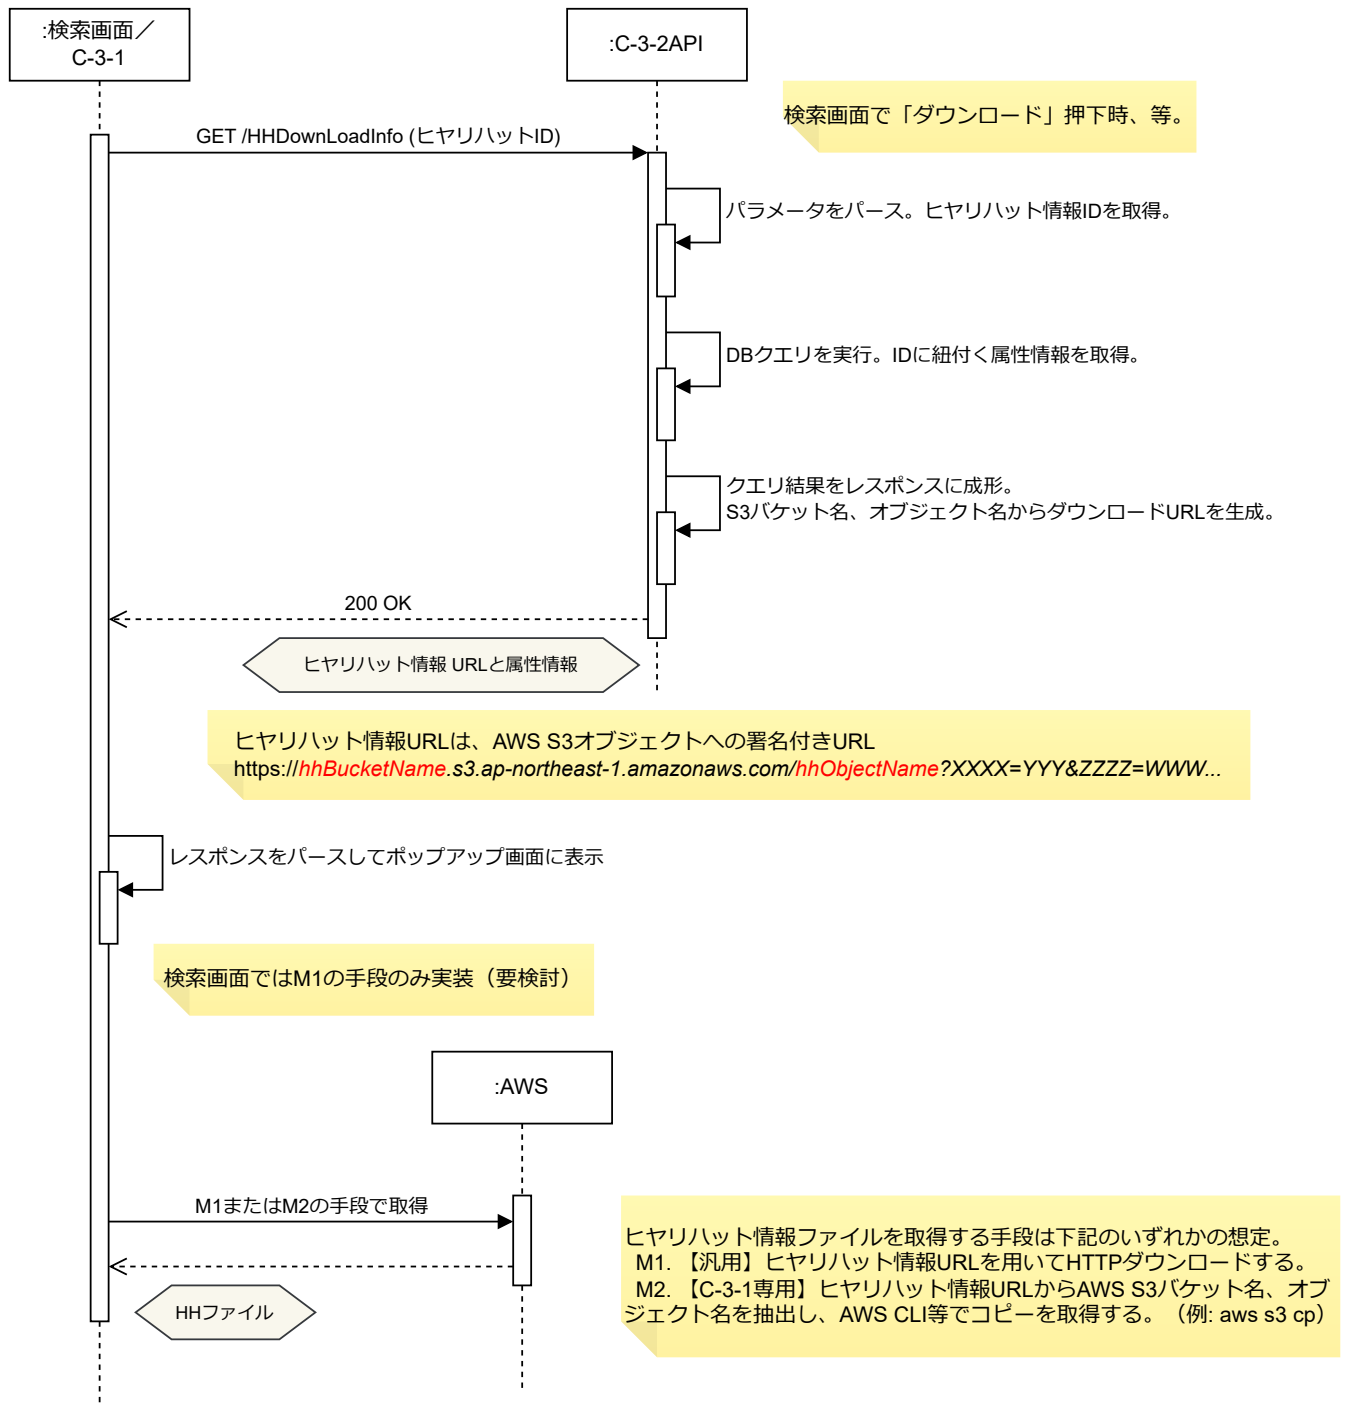 :検索画面／
C-3-1
:C-3-2API
検索画面で「ダウンロード」押下時、等。
GET /HHDownLoadInfo (ヒヤリハットID)
パラメータをパース。ヒヤリハット情報IDを取得。
DBクエリを実行。IDに紐付く属性情報を取得。
クエリ結果をレスポンスに成形。
S3バケット名、オブジェクト名からダウンロードURLを生成。
200 OK
ヒヤリハット情報 URLと属性情報
ヒヤリハット情報URLは、AWS S3オブジェクトへの署名付きURL
https://hhBucketName.s3.ap-northeast-1.amazonaws.com/hhObjectName?XXXX=YYY&ZZZZ=WWW...
レスポンスをパースしてポップアップ画面に表示
検索画面ではM1の手段のみ実装（要検討）
:AWS
M1またはM2の手段で取得
ヒヤリハット情報ファイルを取得する手段は下記のいずれかの想定。
M1. 【汎用】ヒヤリハット情報URLを用いてHTTPダウンロードする。
M2. 【C-3-1専用】ヒヤリハット情報URLからAWS S3バケット名、オブ
ジェクト名を抽出し、AWS CLI等でコピーを取得する。（例: aws s3 cp）
HHファイル